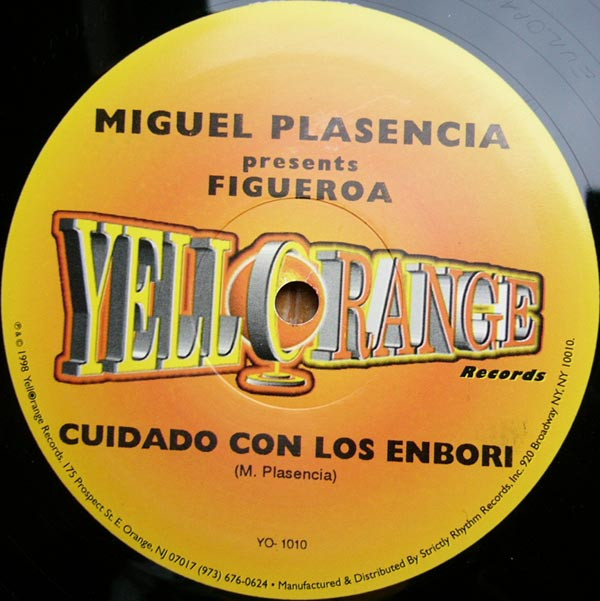 MIGUEL PLASENCIA
presents
FIGUEROA
YELLORANGE
Records
CUIDADO CON LOS ENBORI
(M. Plasencia)
YO- 1010
℗ & © 1998 YellOrange Records, 175 Prospect St. E. Orange, NJ 07017 (973) 676-0624 • Manufactured & Distributed By Strictly Rhythm Records, Inc. 920 Broadway NY, NY 10010.